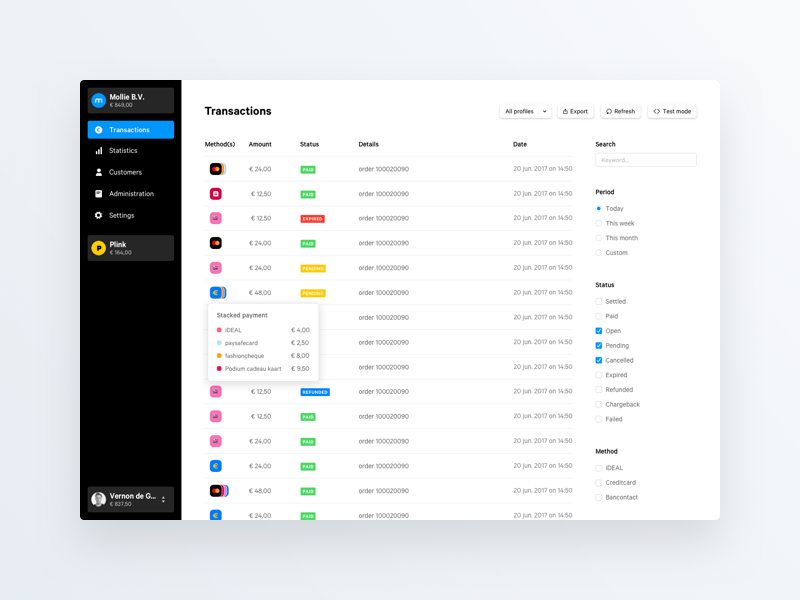 Mollie B.V.
€ 849,00
Transactions
Statistics
Customers
Administration
Settings
Plink
€ 164,00
Vernon de G...
€ 837,50
Transactions
All profiles
Export
Refresh
Test mode
Method(s) Amount Status Details Date
€ 24,00 PAID order 100020090 20 jun. 2017 on 14:50
€ 12,50 PAID order 100020090 20 jun. 2017 on 14:50
€ 12,50 EXPIRED order 100020090 20 jun. 2017 on 14:50
€ 24,00 PAID order 100020090 20 jun. 2017 on 14:50
€ 24,00 PENDING order 100020090 20 jun. 2017 on 14:50
€ 48,00 PENDING order 100020090 20 jun. 2017 on 14:50
order 100020090 20 jun. 2017 on 14:50
order 100020090 20 jun. 2017 on 14:50
order 100020090 20 jun. 2017 on 14:50
Stacked payment
iDEAL € 4,00
paysafecard € 2,50
fashioncheque € 8,00
Podium cadeau kaart € 9,50
€ 12,50 REFUNDED order 100020090 20 jun. 2017 on 14:50
€ 12,50 PAID order 100020090 20 jun. 2017 on 14:50
€ 24,00 PAID order 100020090 20 jun. 2017 on 14:50
€ 24,00 PAID order 100020090 20 jun. 2017 on 14:50
€ 48,00 PAID order 100020090 20 jun. 2017 on 14:50
€ 24,00 PAID order 100020090 20 jun. 2017 on 14:50
Search
Keyword...
Period
Today
This week
This month
Custom
Status
Settled
Paid
Open
Pending
Cancelled
Expired
Refunded
Chargeback
Failed
Method
iDEAL
Creditcard
Bancontact